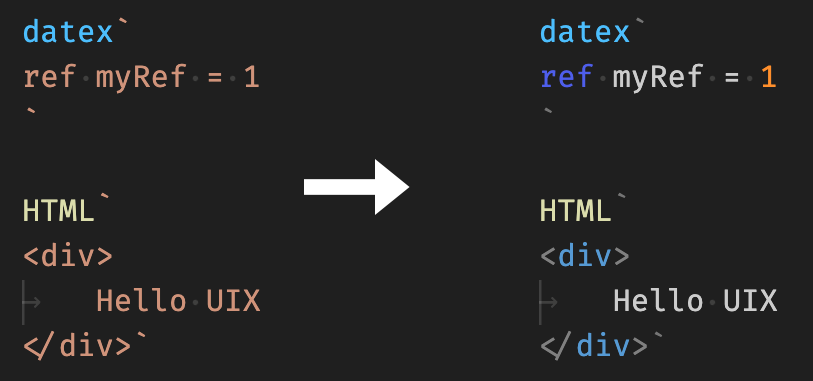 datex`
ref myRef = 1
`
HTML`
<div>
Hello UIX
</div>`
datex`
ref myRef = 1
`
HTML`
<div>
Hello UIX
</div>`